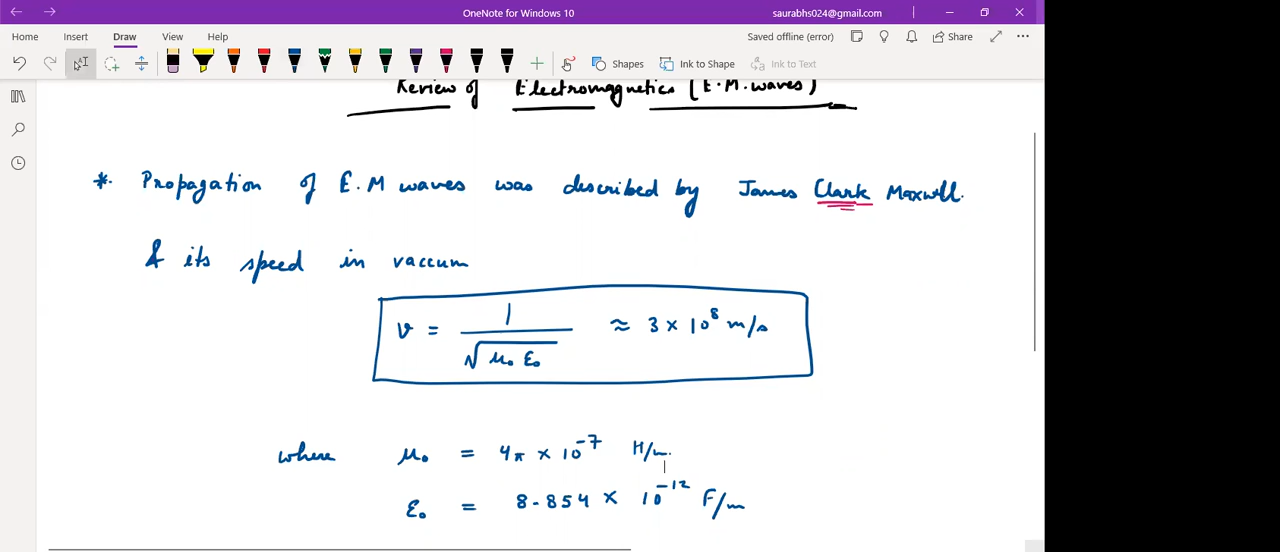 OneNote for Windows 10
saurabhs024@gmail.com
Home Insert Draw View Help
Saved offline (error) Share
Shapes Ink to Shape Ink to Text
Review of Electromagnetics (E.M.waves)
*. Propagation of E.M waves was described by James Clark Maxwell.
& its speed in vaccum
v = 1/√μ₀ ε₀ ≈ 3 × 10⁸ m/s
where μ₀ = 4π × 10⁻⁷ H/m.
ε₀ = 8.854 × 10⁻¹² F/m